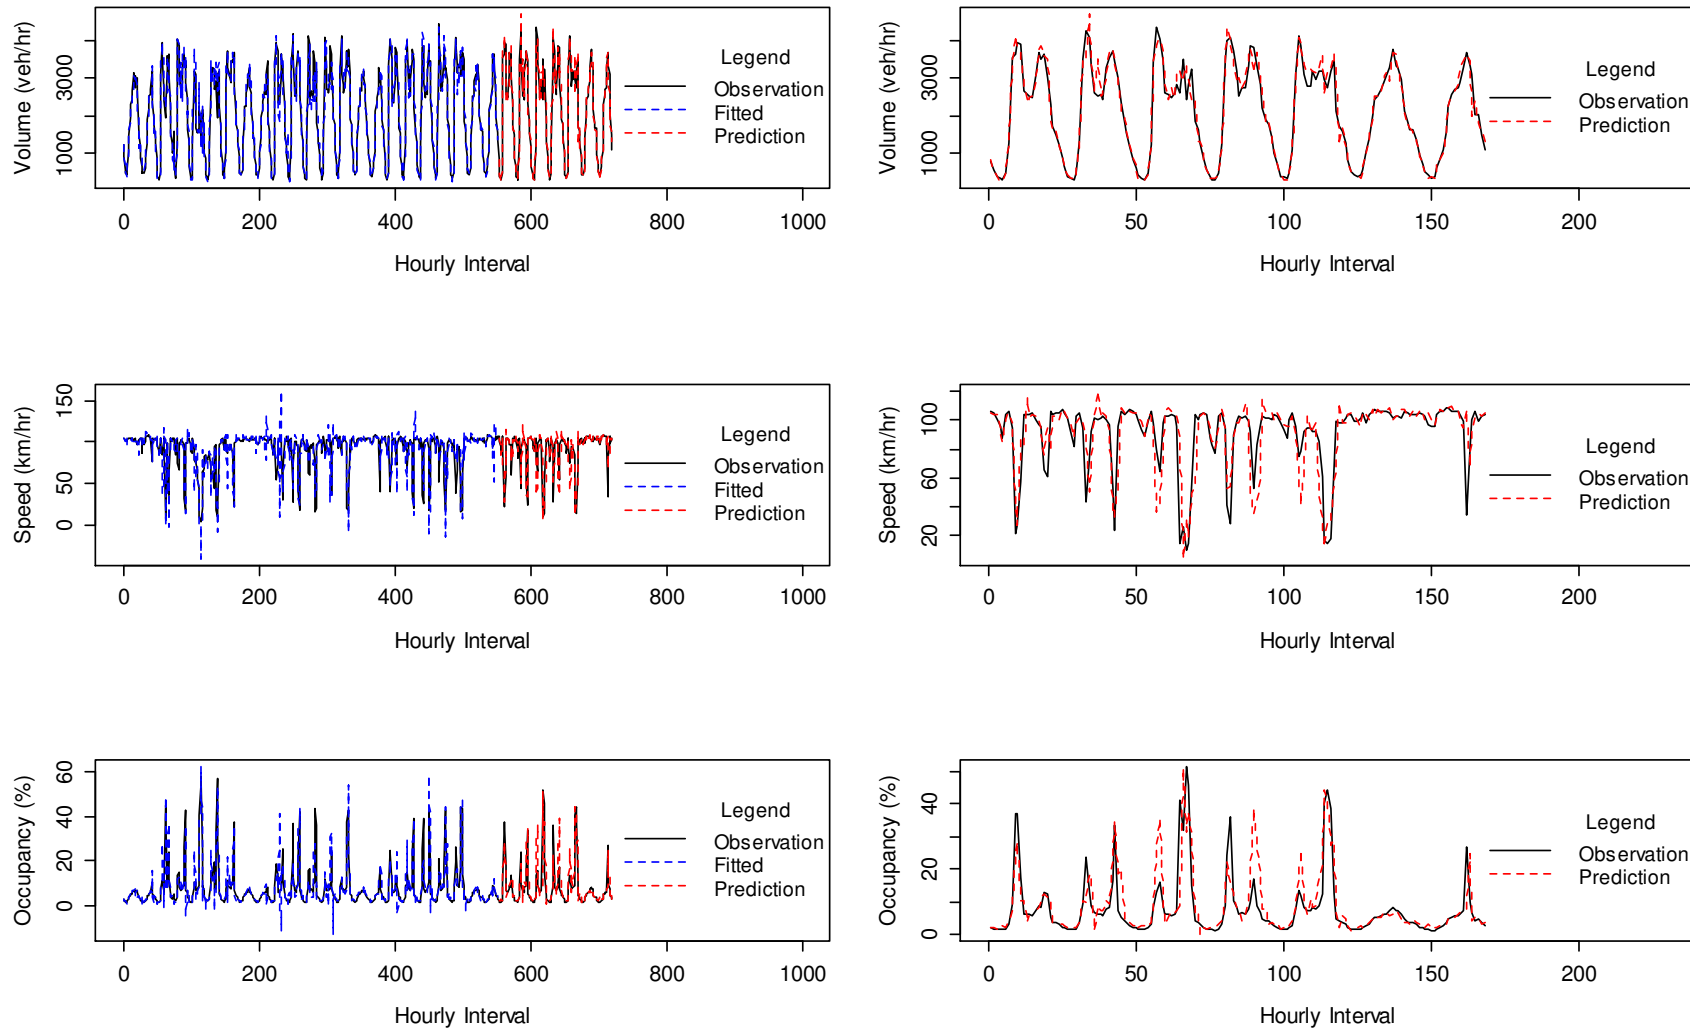 Volume (veh/hr)
1000
3000
0
200
400
600
800
1000
Hourly Interval
Legend
Observation
Fitted
Prediction
Volume (veh/hr)
1000
3000
0
50
100
150
200
Hourly Interval
Legend
Observation
Prediction
Speed (km/hr)
0
50
150
0
200
400
600
800
1000
Hourly Interval
Legend
Observation
Fitted
Prediction
Speed (km/hr)
20
60
100
0
50
100
150
200
Hourly Interval
Legend
Observation
Prediction
Occupancy (%)
0
20
40
60
0
200
400
600
800
1000
Hourly Interval
Legend
Observation
Fitted
Prediction
Occupancy (%)
0
20
40
0
50
100
150
200
Hourly Interval
Legend
Observation
Prediction